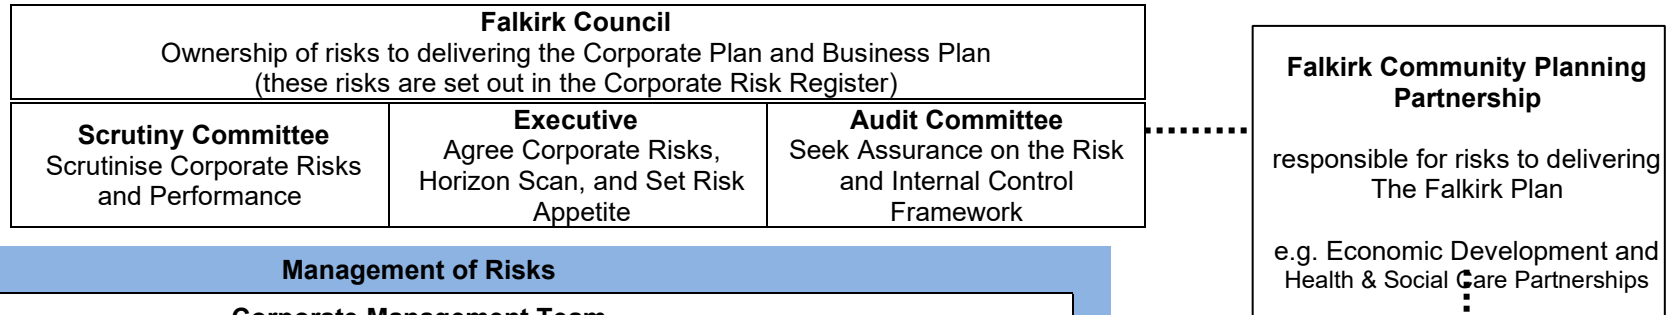 Falkirk Council
Ownership of risks to delivering the Corporate Plan and Business Plan
(these risks are set out in the Corporate Risk Register)
Scrutiny Committee
Scrutinise Corporate Risks
and Performance
Executive
Agree Corporate Risks,
Horizon Scan, and Set Risk
Appetite
Audit Committee
Seek Assurance on the Risk
and Internal Control
Framework
Falkirk Community Planning
Partnership
responsible for risks to delivering
The Falkirk Plan
e.g. Economic Development and
Health & Social Care Partnerships
Management of Risks
Corporate Management Team